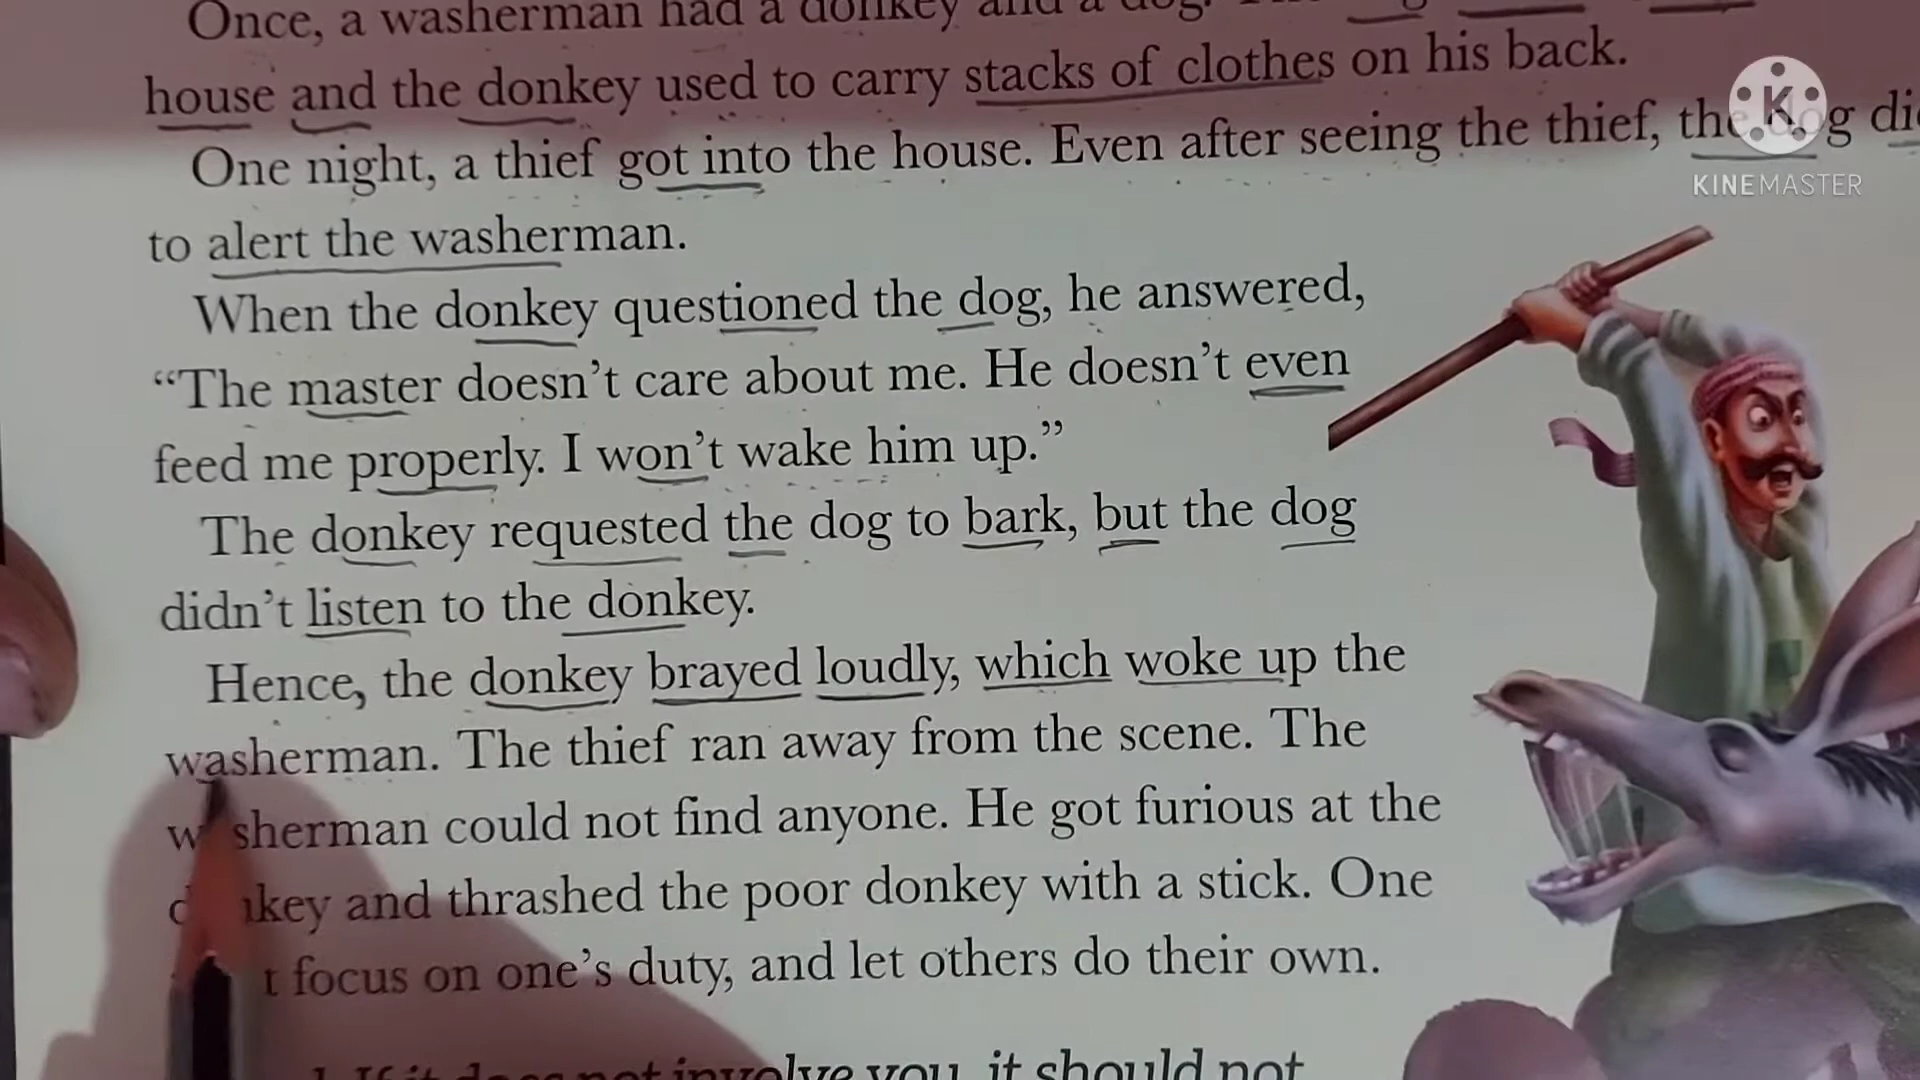 Once, a washerman had a donkey and a dog.
house and the donkey used to carry stacks of clothes on his back.
One night, a thief got into the house. Even after seeing the thief, the dog
to alert the washerman.
When the donkey questioned the dog, he answered,
“The master doesn’t care about me. He doesn’t even
feed me properly. I won’t wake him up.”
The donkey requested the dog to bark, but the dog
didn’t listen to the donkey.
Hence, the donkey brayed loudly, which woke up the
washerman. The thief ran away from the scene. The
washerman could not find anyone. He got furious at the
donkey and thrashed the poor donkey with a stick. One
focus on one’s duty, and let others do their own.
If it does not involve you, it should not
K
KINEMASTER